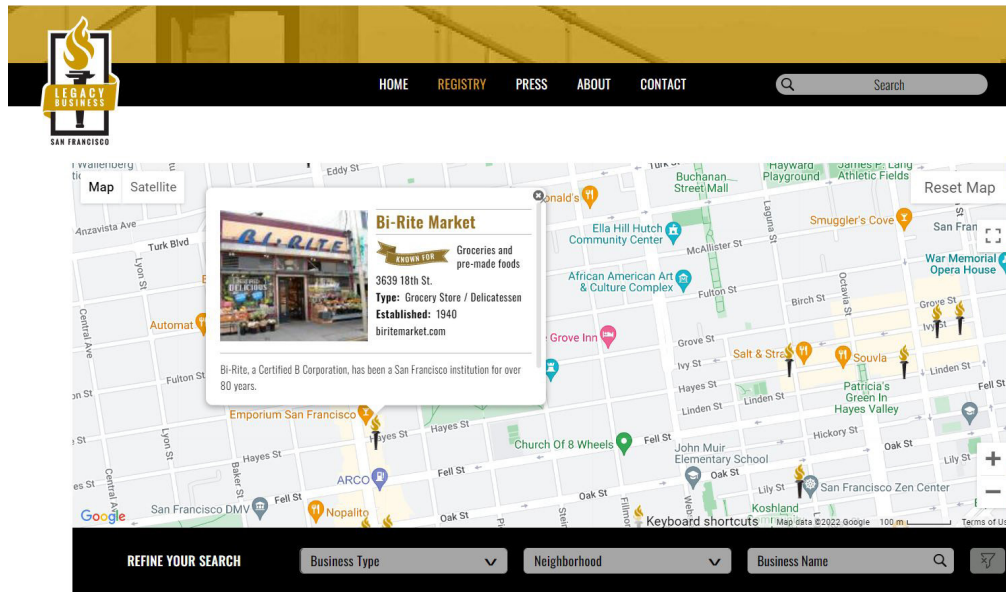 LEGACY
BUSINESS
SAN FRANCISCO
HOME REGISTRY PRESS ABOUT CONTACT
Search
Map Satellite
Reset Map
Eddy St
Buchanan
Street Mall
Hayward
Playground
James P. Lang
Athletic Fields
Anzavista Ave
Turk Blvd
Lyon St
Central Ave
Bi-Rite Market
BI-RITE
KNOWN FOR
Groceries and
pre-made foods
3639 18th St.
Type: Grocery Store / Delicatessen
Established: 1940
biritemarket.com
Bi-Rite, a Certified B Corporation, has been a San Francisco institution for over
80 years.
Ella Hill Hutch
Community Center
McAllister St
Laguna St
Smuggler's Cove
San Fran
War Memorial
Opera House
African American Art
& Culture Complex
Fulton St
Birch St
Octavia St
Grove St
Ivy St
Automat
Grove Inn
Grove St
Ivy St
Salt & Stra
Souvla
Linden St
Fulton St
Hayes St
Linden St
Linden St
Patricia's
Green in
Hayes Valley
Fell St
Emporium San Francisco
Hayes St
Hayes St
Lyon St
Hayes St
Baker St
Church Of 8 Wheels
Fell St
John Muir
Elementary School
Hickory St
Oak St
Oak St
Lily St
ARCO
Fell St
Central Av
San Francisco DMV
Fell St
Nopalito
Oak St
Oak St
Lily St
San Francisco Zen Center
Koshland
Google
Keyboard shortcuts
Map data ©2022 Google
100 m
Terms of Us
REFINE YOUR SEARCH
Business Type
Neighborhood
Business Name